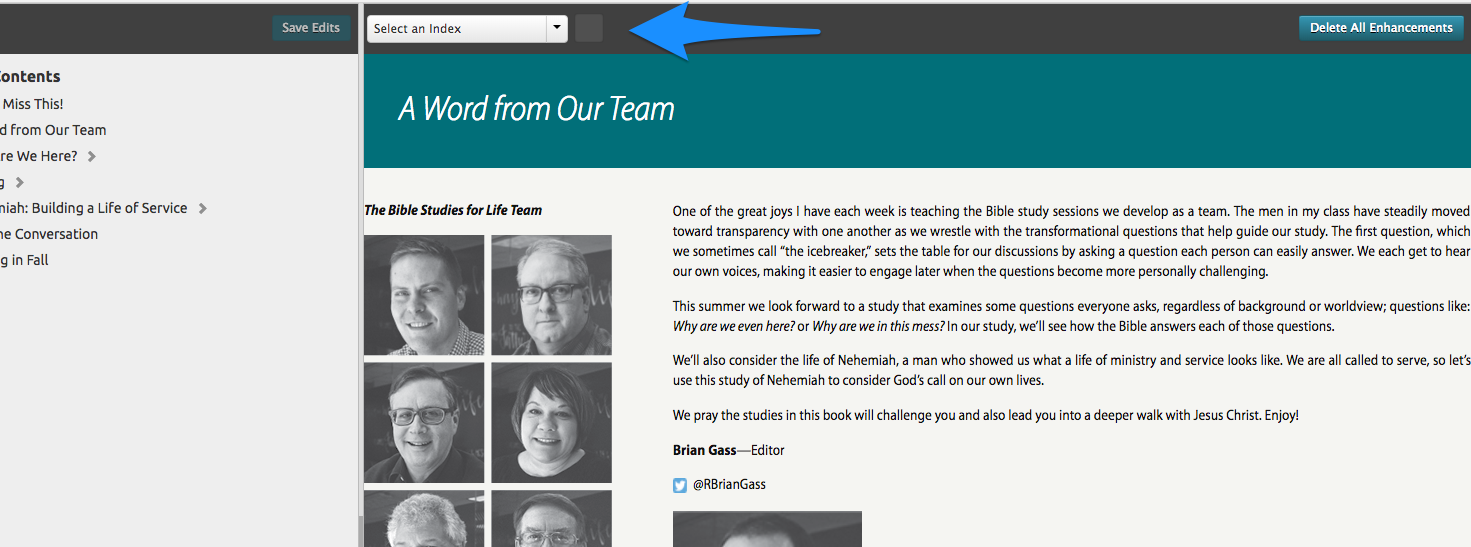 Save Edits
Select an Index
Delete All Enhancements
ontents
Miss This!
d from Our Team
re We Here?
g
miah: Building a Life of Service
ne Conversation
g in Fall
A Word from Our Team
The Bible Studies for Life Team
One of the great joys I have each week is teaching the Bible study sessions we develop as a team. The men in my class have steadily moved
toward transparency with one another as we wrestle with the transformational questions that help guide our study. The first question, which
we sometimes call “the icebreaker,” sets the table for our discussions by asking a question each person can easily answer. We each get to hear
our own voices, making it easier to engage later when the questions become more personally challenging.
This summer we look forward to a study that examines some questions everyone asks, regardless of background or worldview; questions like:
Why are we even here? or Why are we in this mess? In our study, we’ll see how the Bible answers each of those questions.
We’ll also consider the life of Nehemiah, a man who showed us what a life of ministry and service looks like. We are all called to serve, so let’s
use this study of Nehemiah to consider God’s call on our own lives.
We pray the studies in this book will challenge you and also lead you into a deeper walk with Jesus Christ. Enjoy!
Brian Gass—Editor
@RBrianGass